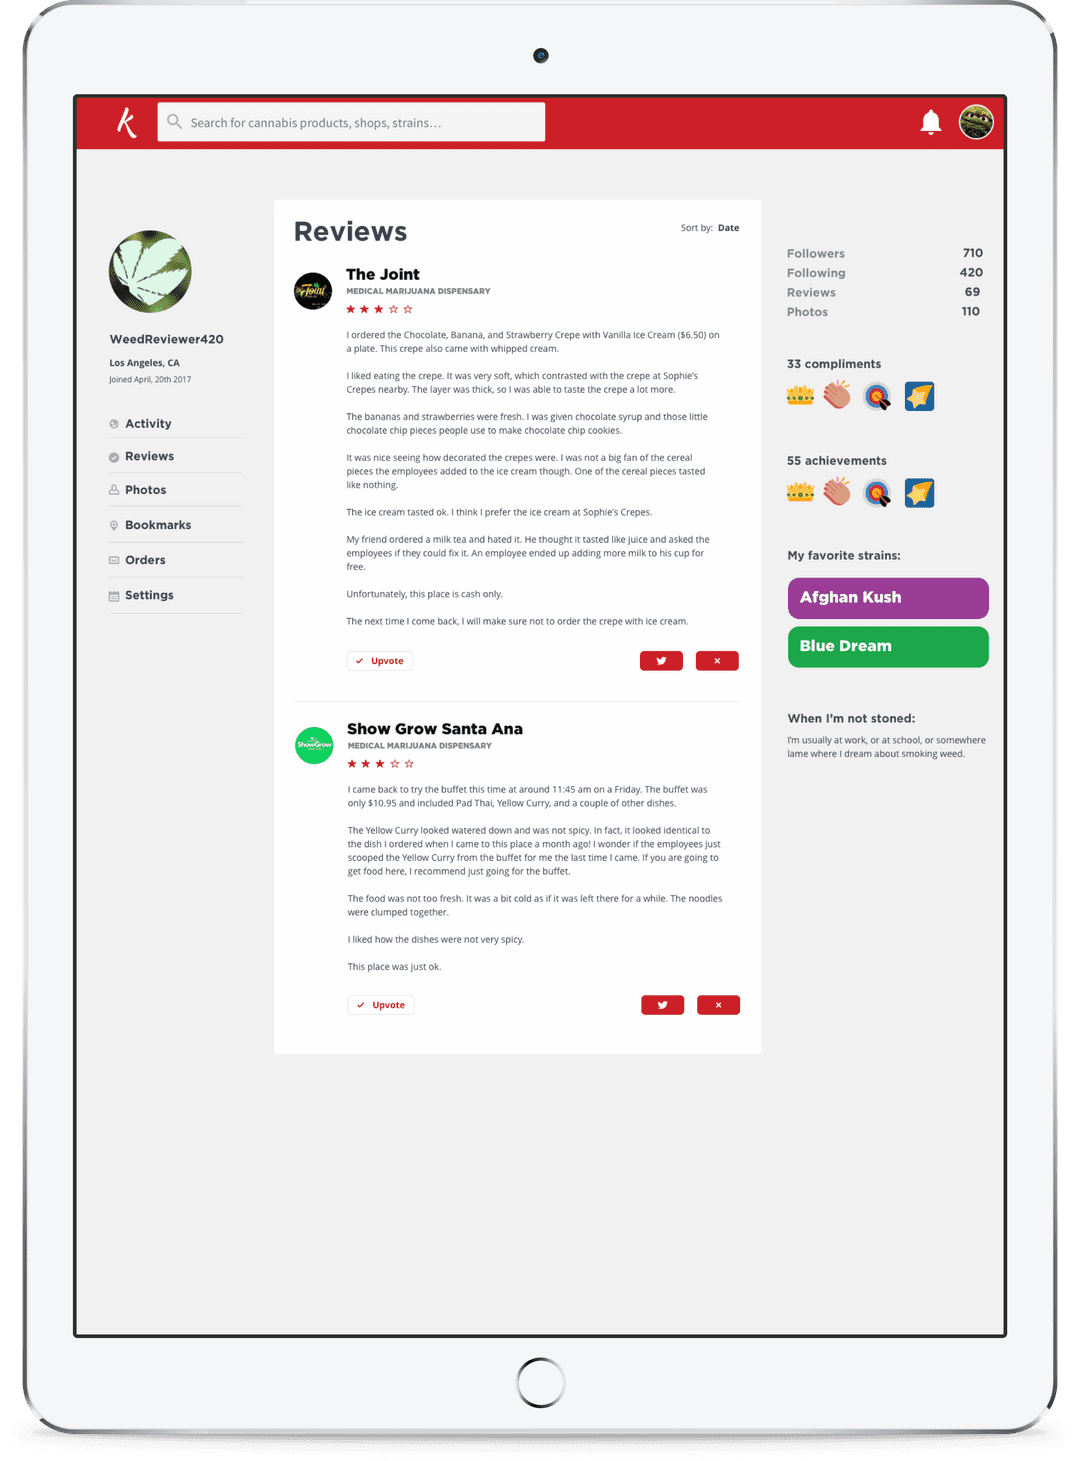 k
Search for cannabis products, shops, strains...
WeedReviewer420
Los Angeles, CA
Joined April, 20th 2017
Activity
Reviews
Photos
Bookmarks
Orders
Settings
Reviews
Sort by: Date
The Joint
MEDICAL MARIJUANA DISPENSARY
I ordered the Chocolate, Banana, and Strawberry Crepe with Vanilla Ice Cream ($6.50) on
a plate. This crepe also came with whipped cream.
I liked eating the crepe. It was very soft, which contrasted with the crepe at Sophie's
Crepes nearby. The layer was thick, so I was able to taste the crepe a lot more.
The bananas and strawberries were fresh. I was given chocolate syrup and those little
chocolate chip pieces people use to make chocolate chip cookies.
It was nice seeing how decorated the crepes were. I was not a big fan of the cereal
pieces the employees added to the ice cream though. One of the cereal pieces tasted
like nothing.
The ice cream tasted ok. I think I prefer the ice cream at Sophie's Crepes.
My friend ordered a milk tea and hated it. He thought it tasted like juice and asked the
employees if they could fix it. An employee ended up adding more milk to his cup for
free.
Unfortunately, this place is cash only.
The next time I come back, I will make sure not to order the crepe with ice cream.
Upvote
ShowGrow
Show Grow Santa Ana
MEDICAL MARIJUANA DISPENSARY
I came back to try the buffet this time at around 11:45 am on a Friday. The buffet was
only $10.95 and included Pad Thai, Yellow Curry, and a couple of other dishes.
The Yellow Curry looked watered down and was not spicy. In fact, it looked identical to
the dish I ordered when I came to this place a month ago! I wonder if the employees just
scooped the Yellow Curry from the buffet for me the last time I came. If you are going to
get food here, I recommend just going for the buffet.
The food was not too fresh. It was a bit cold as if it was left there for a while. The noodles
were clumped together.
I liked how the dishes were not very spicy.
This place was just ok.
Upvote
Followers 710
Following 420
Reviews 69
Photos 110
33 compliments
55 achievements
My favorite strains:
Afghan Kush
Blue Dream
When I'm not stoned:
I'm usually at work, or at school, or somewhere
lame where I dream about smoking weed.